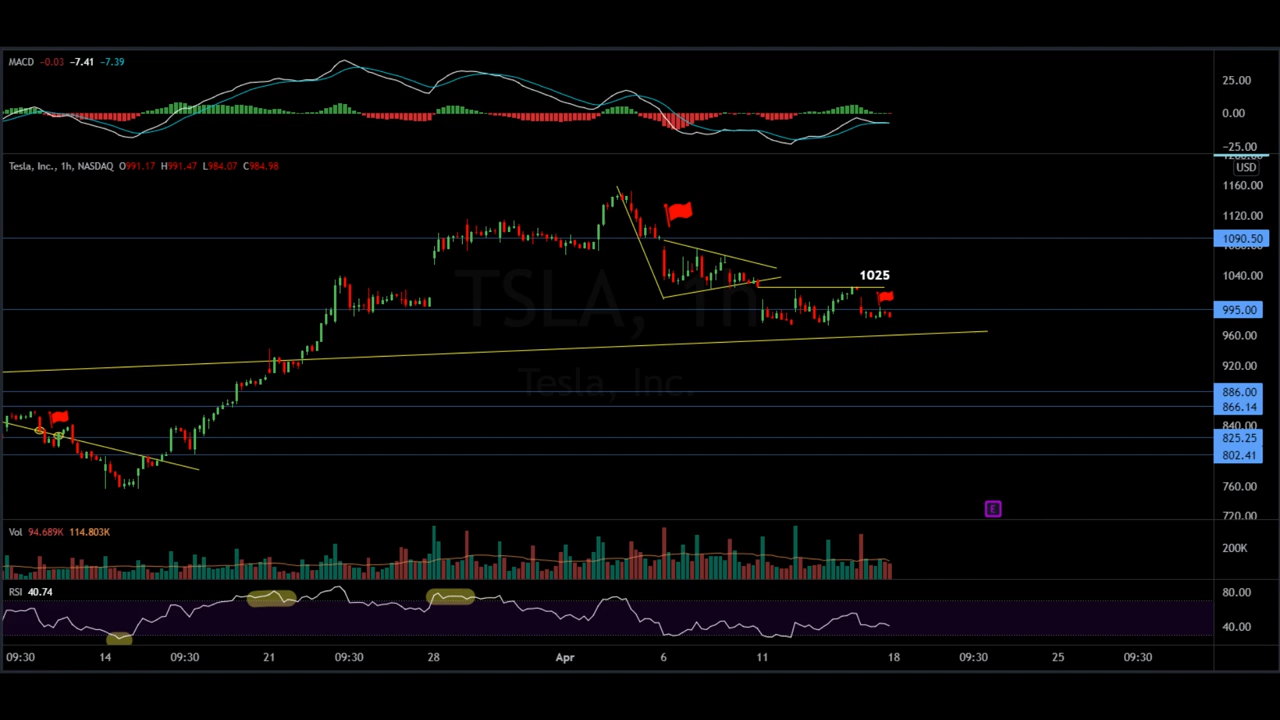 MACD -0.03 -7.41 -7.39
25.00
0.00
-25.00
Tesla, Inc., 1h, NASDAQ O991.17 H991.47 L984.07 C984.98
USD
1160.00
1120.00
1090.50
1040.00
1025
995.00
960.00
920.00
886.00
866.14
840.00
825.25
802.41
760.00
720.00
TSLA, 1h
Tesla, Inc.
E
Vol 94.689K 114.803K
200K
RSI 40.74
80.00
40.00
09:30 14 09:30 21 09:30 28 Apr 6 11 18 09:30 25 09:30